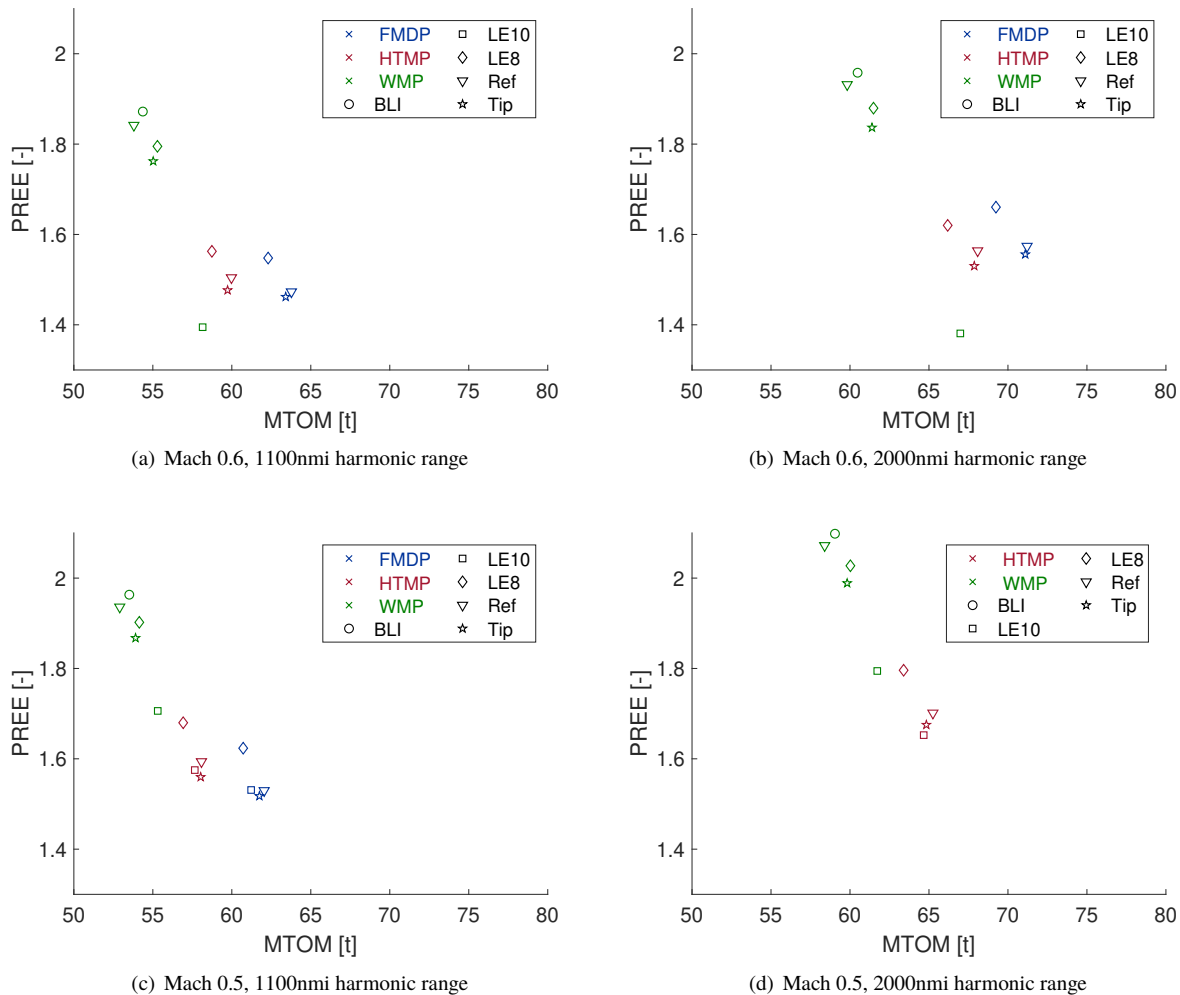 2
1.8
1.6
1.4
PREE [-]
50 55 60 65 70 75 80
MTOM [t]
FMDP LE10
HTMP LE8
WMP Ref
BLI Tip
(a) Mach 0.6, 1100nmi harmonic range
2
1.8
1.6
1.4
PREE [-]
50 55 60 65 70 75 80
MTOM [t]
FMDP LE10
HTMP LE8
WMP Ref
BLI Tip
(b) Mach 0.6, 2000nmi harmonic range
2
1.8
1.6
1.4
PREE [-]
50 55 60 65 70 75 80
MTOM [t]
FMDP LE10
HTMP LE8
WMP Ref
BLI Tip
(c) Mach 0.5, 1100nmi harmonic range
2
1.8
1.6
1.4
PREE [-]
50 55 60 65 70 75 80
MTOM [t]
HTMP LE8
WMP Ref
BLI Tip
LE10
(d) Mach 0.5, 2000nmi harmonic range